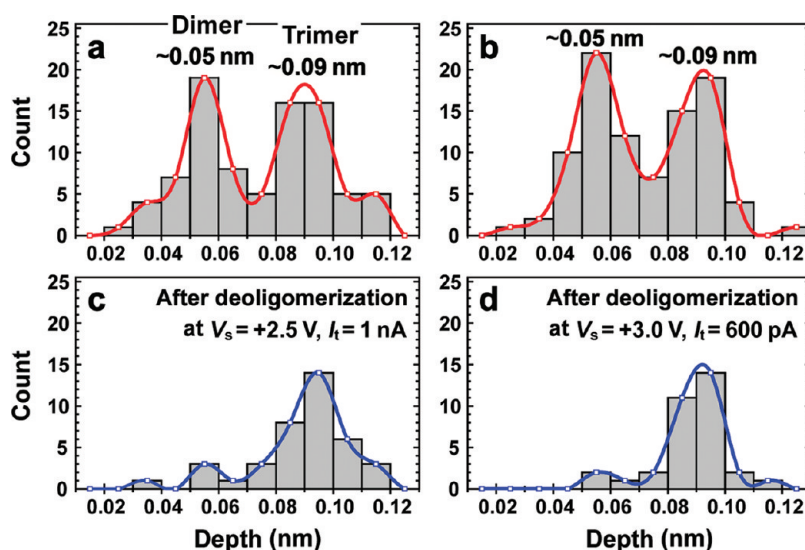 Dimer
~0.05 nm
Trimer
~0.09 nm
a
Count
25
20
15
10
5
0
0.02 0.04 0.06 0.08 0.10 0.12
b
~0.05 nm
~0.09 nm
25
20
15
10
5
0
0.02 0.04 0.06 0.08 0.10 0.12
c
After deoligomerization
at Vs = +2.5 V, It = 1 nA
Count
25
20
15
10
5
0
0.02 0.04 0.06 0.08 0.10 0.12
Depth (nm)
d
After deoligomerization
at Vs = +3.0 V, It = 600 pA
25
20
15
10
5
0
0.02 0.04 0.06 0.08 0.10 0.12
Depth (nm)